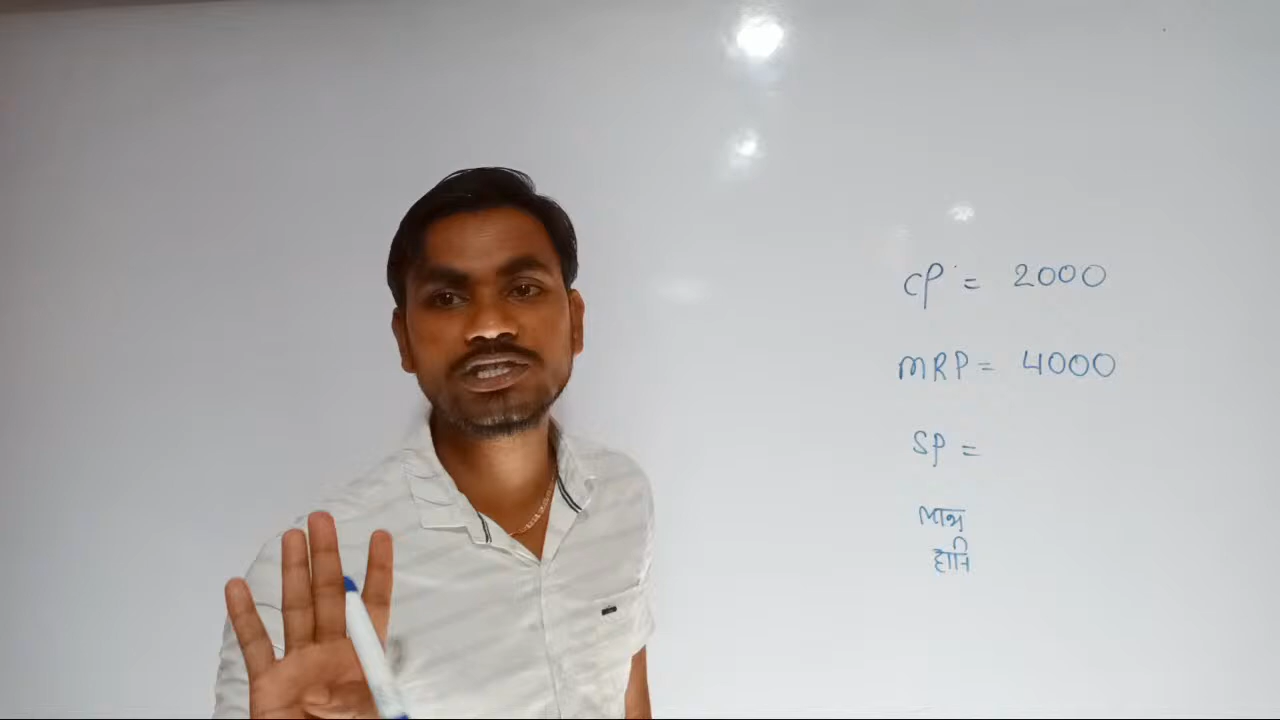 CP = 2000
MRP = 4000
SP =
लाभ
हानि